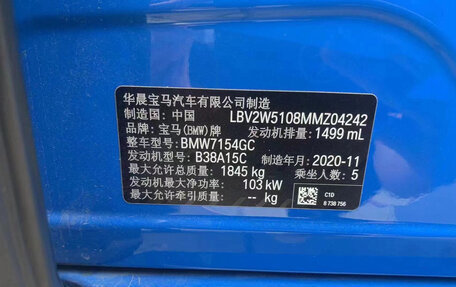 华晨宝马汽车有限公司制造
制造国：中国 LBV2W5108MMZ04242
品牌：宝马(BMW)牌 发动机排量：1499 mL
整车型号：BMW7154GC
发动机型号：B38A15C 制造年月：2020-11
最大允许总质量：1845 kg 乘坐人数：5
最大净功率：103 kW
最大允许牵引质量：-- kg
C1D
8 738 756